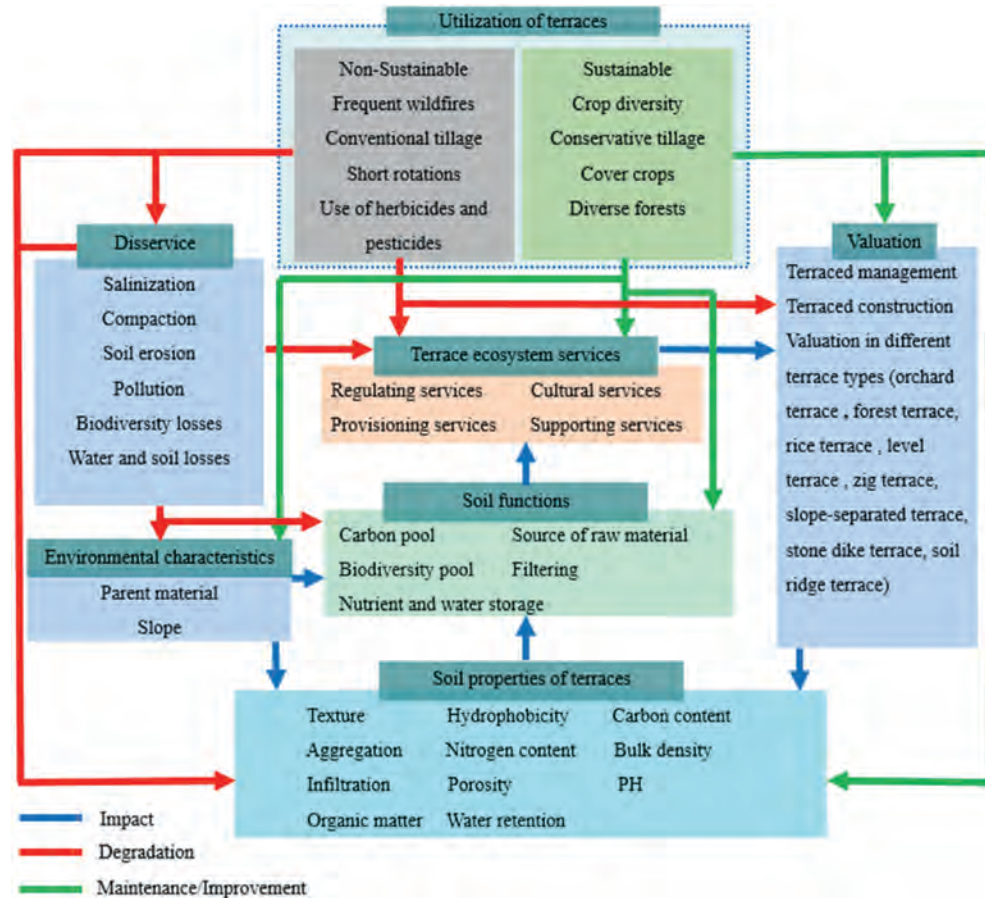 Utilization of terraces
Non-Sustainable
Frequent wildfires
Conventional tillage
Short rotations
Use of herbicides and
pesticides
Sustainable
Crop diversity
Conservative tillage
Cover crops
Diverse forests
Disservice
Salinization
Compaction
Soil erosion
Pollution
Biodiversity losses
Water and soil losses
Valuation
Terraced management
Terraced construction
Valuation in different
terrace types (orchard
terrace , forest terrace,
rice terrace , level
terrace , zig terrace,
slope-separated terrace,
stone dike terrace, soil
ridge terrace)
Terrace ecosystem services
Regulating services
Cultural services
Provisioning services
Supporting services
Soil functions
Carbon pool
Source of raw material
Biodiversity pool
Filtering
Nutrient and water storage
Environmental characteristics
Parent material
Slope
Soil properties of terraces
Texture
Hydrophobicity
Carbon content
Aggregation
Nitrogen content
Bulk density
Infiltration
Porosity
PH
Organic matter
Water retention
Impact
Degradation
Maintenance/Improvement